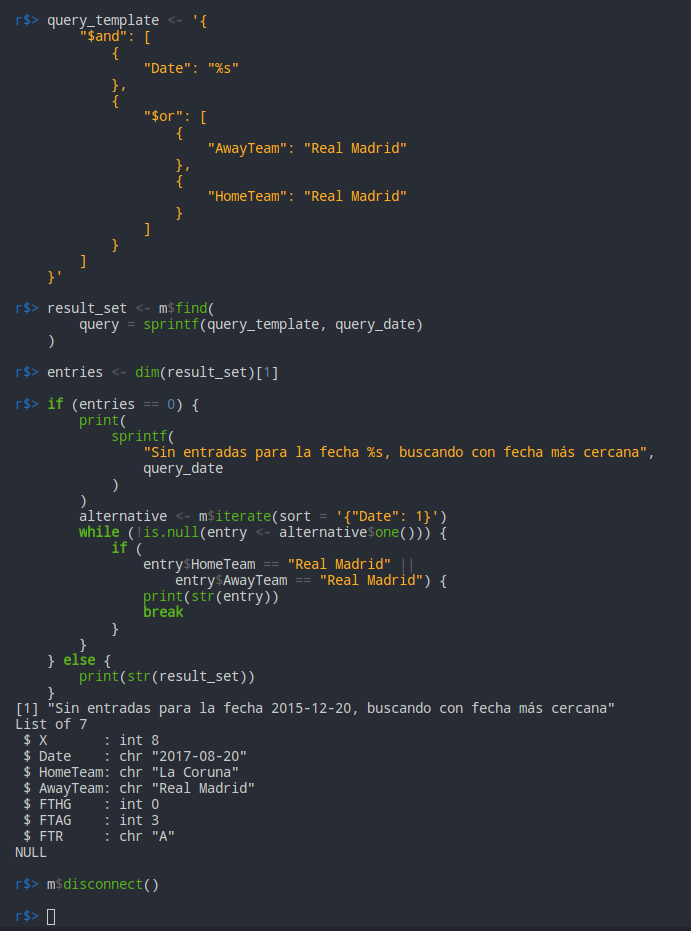 r$> query_template <- '{
        "$and": [
            {
                "Date": "%s"
            },
            {
                "$or": [
                    {
                        "AwayTeam": "Real Madrid"
                    },
                    {
                        "HomeTeam": "Real Madrid"
                    }
                ]
            }
        ]
    }'
r$> result_set <- m$find(
        query = sprintf(query_template, query_date)
    )
r$> entries <- dim(result_set)[1]
r$> if (entries == 0) {
        print(
            sprintf(
                "Sin entradas para la fecha %s, buscando con fecha más cercana",
                query_date
            )
        )
        alternative <- m$iterate(sort = '{"Date": 1}')
        while (!is.null(entry <- alternative$one())) {
            if (
                entry$HomeTeam == "Real Madrid" ||
                    entry$AwayTeam == "Real Madrid") {
                print(str(entry))
                break
            }
        }
    } else {
        print(str(result_set))
    }
[1] "Sin entradas para la fecha 2015-12-20, buscando con fecha más cercana"
List of 7
 $ X       : int 8
 $ Date    : chr "2017-08-20"
 $ HomeTeam: chr "La Coruna"
 $ AwayTeam: chr "Real Madrid"
 $ FTHG    : int 0
 $ FTAG    : int 3
 $ FTR     : chr "A"
NULL
r$> m$disconnect()
r$>